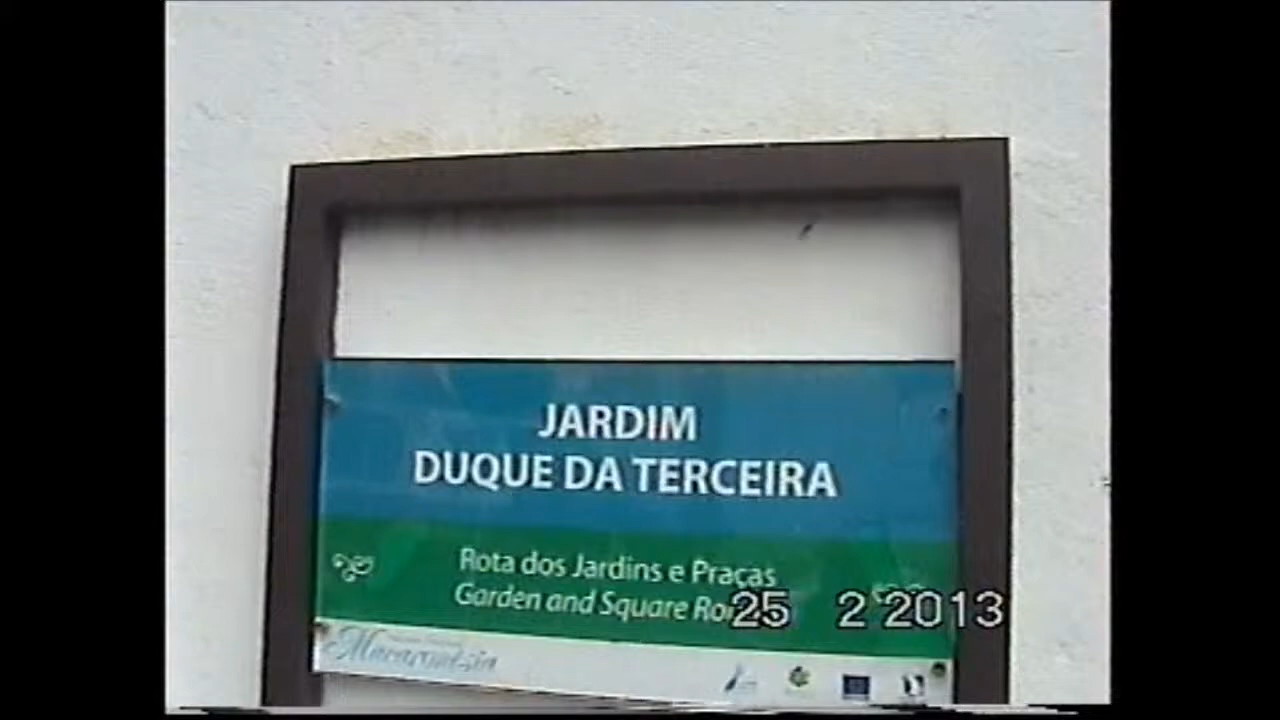 JARDIM
DUQUE DA TERCEIRA
Rota dos Jardins e Praças
Garden and Square
25 2 2013